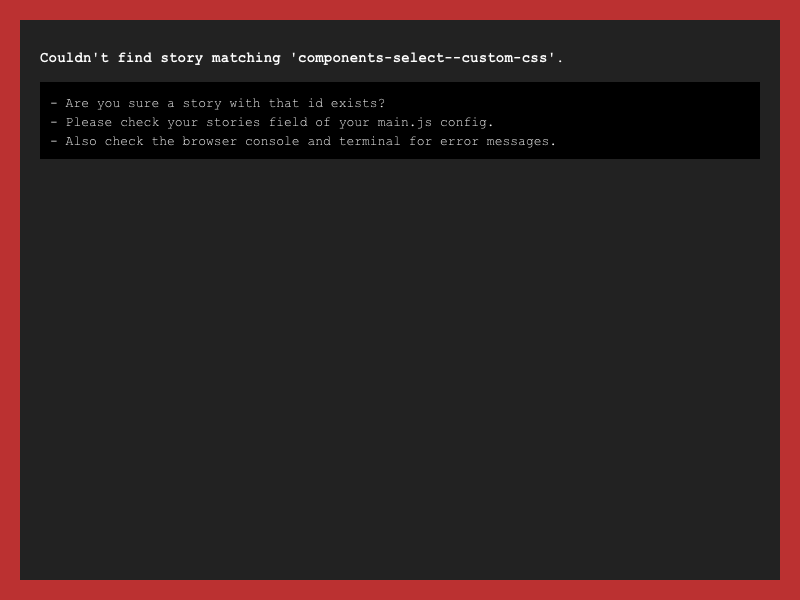 Couldn't find story matching 'components-select--custom-css'.
- Are you sure a story with that id exists?
- Please check your stories field of your main.js config.
- Also check the browser console and terminal for error messages.